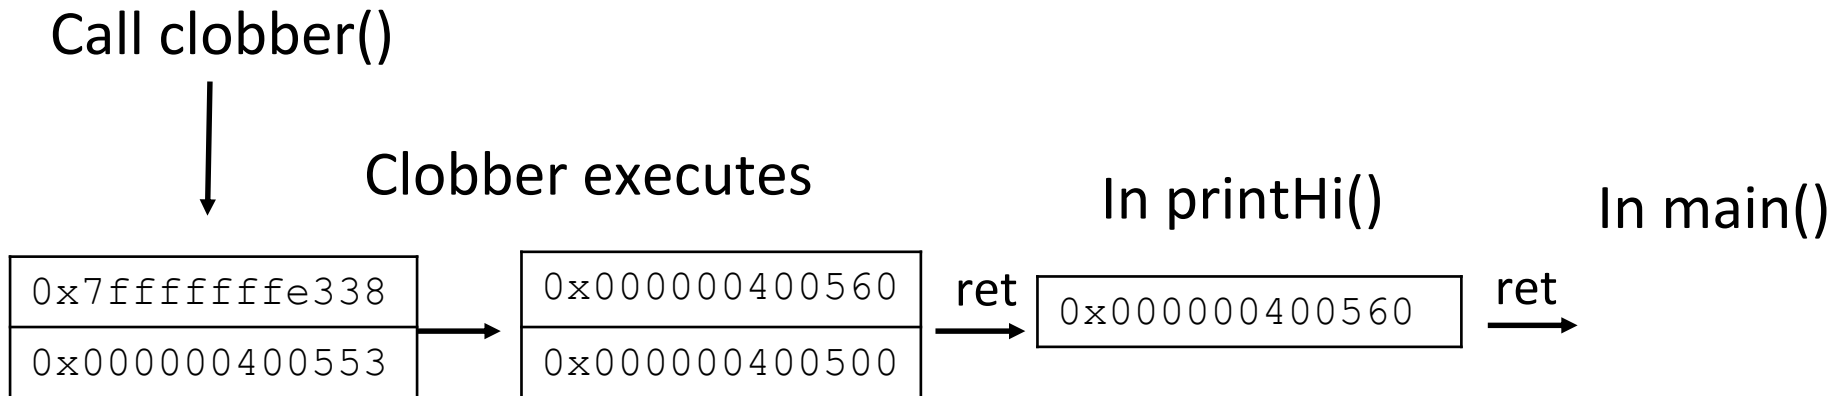 Call clobber()
Clobber executes
In printHi()
In main()
0x7fffffffe338
0x000000400553
0x000000400560
0x000000400500
ret
0x000000400560
ret